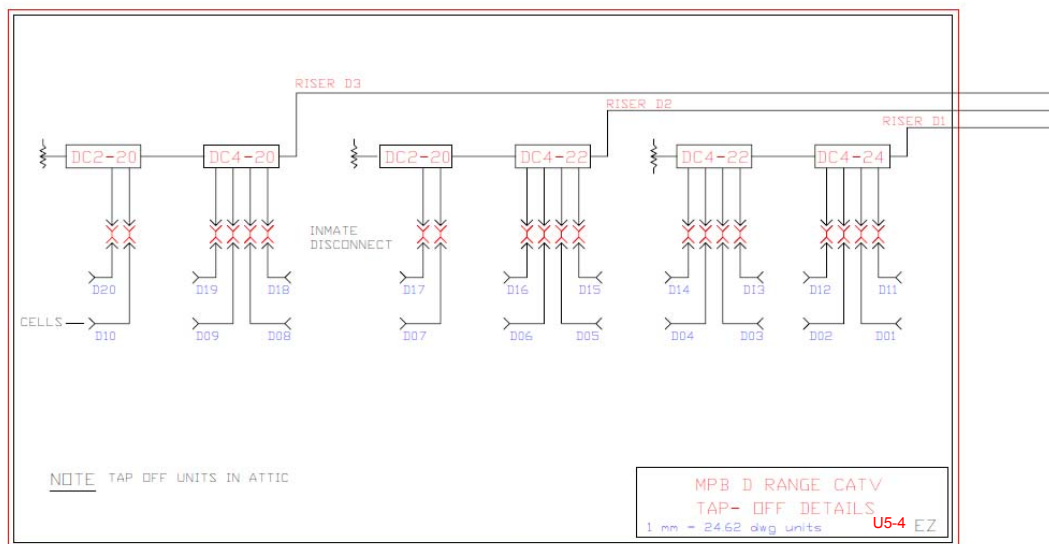 RISER D3
RISER D2
RISER D1
DC2-20 DC4-20 DC2-20 DC4-22 DC4-22 DC4-24
INMATE
DISCONNECT
D20 D19 D18 D17 D16 D15 D14 DI3 D12 D11
CELLS
D10 D09 D08 D07 D06 D05 D04 D03 D02 D01
NOTE TAP OFF UNITS IN ATTIC
MPB D RANGE CATV
TAP- OFF DETAILS
1 mm = 24.62 dwg units U5-4 EZ